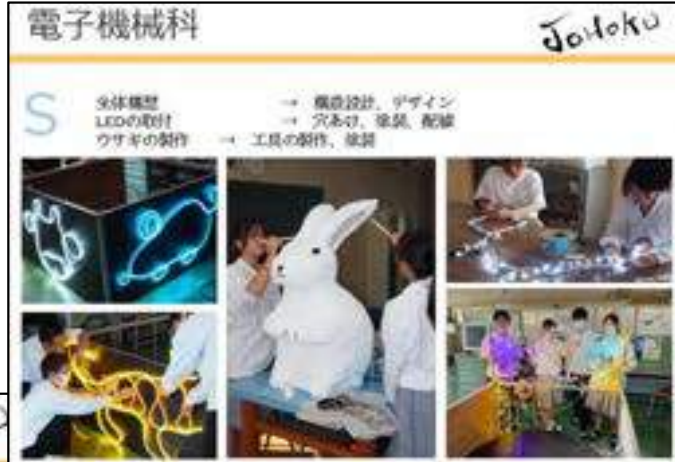 電子機械科
JOHOKU
S
全体構想 → 構造設計、デザイン
LEDの取付 → 穴あけ、塗装、配線
ウサギの製作 → 工具の製作、塗装